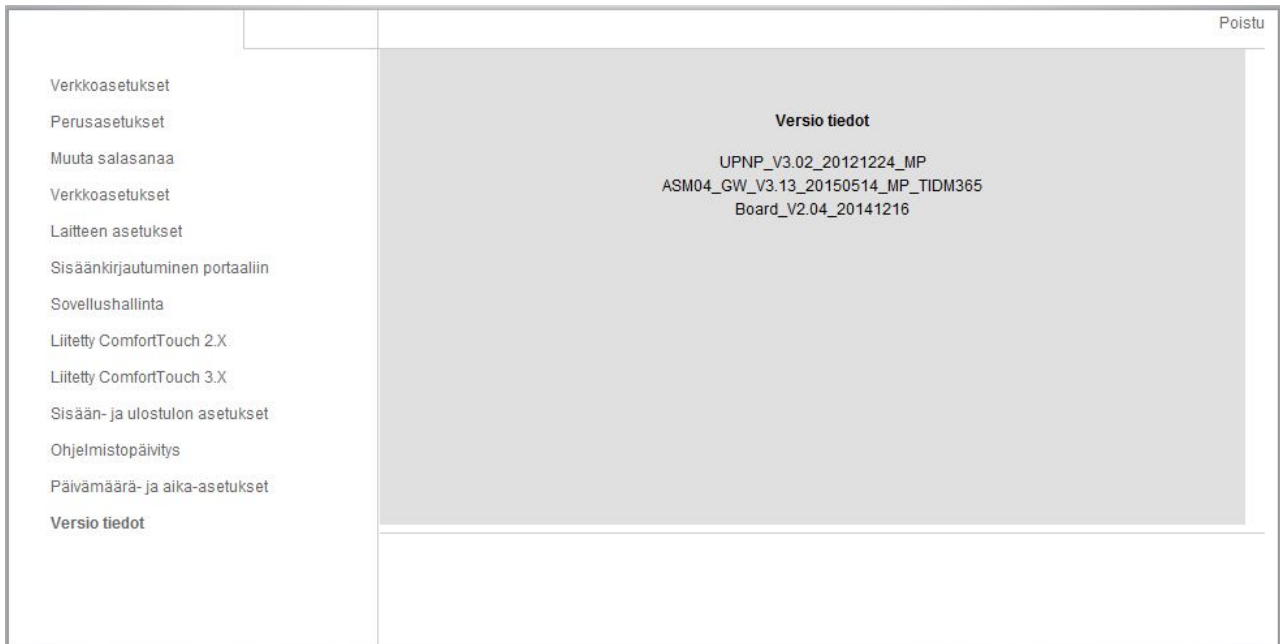 Poistu
Verkkoasetukset
Perusasetukset
Muuta salasanaa
Verkkoasetukset
Laitteen asetukset
Sisäänkirjautuminen portaaliin
Sovellushallinta
Liitetty ComfortTouch 2.X
Liitetty ComfortTouch 3.X
Sisään- ja ulostulon asetukset
Ohjelmistopäivitys
Päivämäärä- ja aika-asetukset
Versio tiedot
Versio tiedot
UPNP_V3.02_20121224_MP
ASM04_GW_V3.13_20150514_MP_TIDM365
Board_V2.04_20141216